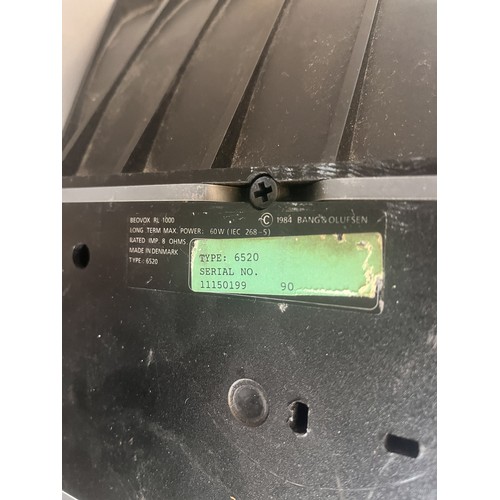 BEOVOX RL 1000
© 1984 BANG&OLUFSEN
LONG TERM MAX. POWER: 60W (IEC 268-5)
RATED IMP. 8 OHMS
MADE IN DENMARK
TYPE: 6520
TYPE: 6520
SERIAL NO.
11150199 90